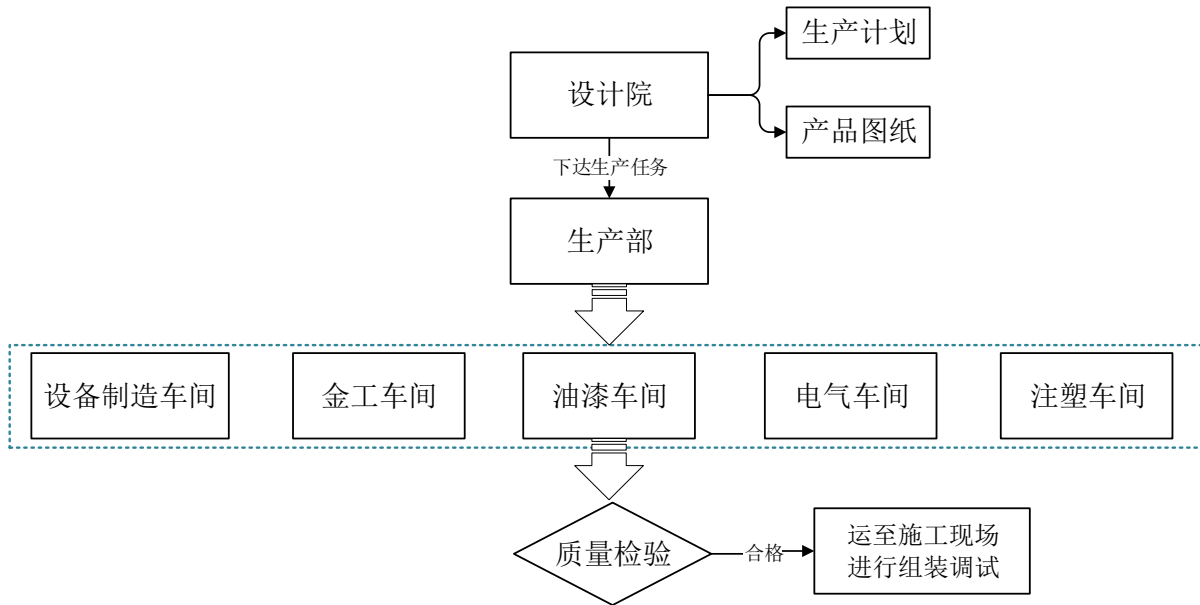 生产计划
设计院
产品图纸
下达生产任务
生产部
设备制造车间
金工车间
油漆车间
电气车间
注塑车间
质量检验
合格
运至施工现场
进行组装调试